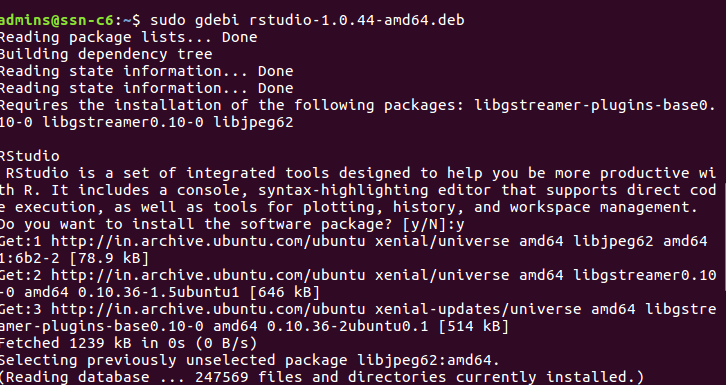 admins@ssn-c6:~$ sudo gdebi rstudio-1.0.44-amd64.deb
Reading package lists... Done
Building dependency tree
Reading state information... Done
Reading state information... Done
Requires the installation of the following packages: libgstreamer-plugins-base0.
10-0 libgstreamer0.10-0 libjpeg62
RStudio
RStudio is a set of integrated tools designed to help you be more productive wi
th R. It includes a console, syntax-highlighting editor that supports direct cod
e execution, as well as tools for plotting, history, and workspace management.
Do you want to install the software package? [y/N]:y
Get:1 http://in.archive.ubuntu.com/ubuntu xenial/universe amd64 libjpeg62 amd64
1:6b2-2 [78.9 kB]
Get:2 http://in.archive.ubuntu.com/ubuntu xenial/universe amd64 libgstreamer0.10
-0 amd64 0.10.36-1.5ubuntu1 [646 kB]
Get:3 http://in.archive.ubuntu.com/ubuntu xenial-updates/universe amd64 libgstre
amer-plugins-base0.10-0 amd64 0.10.36-2ubuntu0.1 [514 kB]
Fetched 1239 kB in 0s (0 B/s)
Selecting previously unselected package libjpeg62:amd64.
(Reading database ... 247569 files and directories currently installed.)